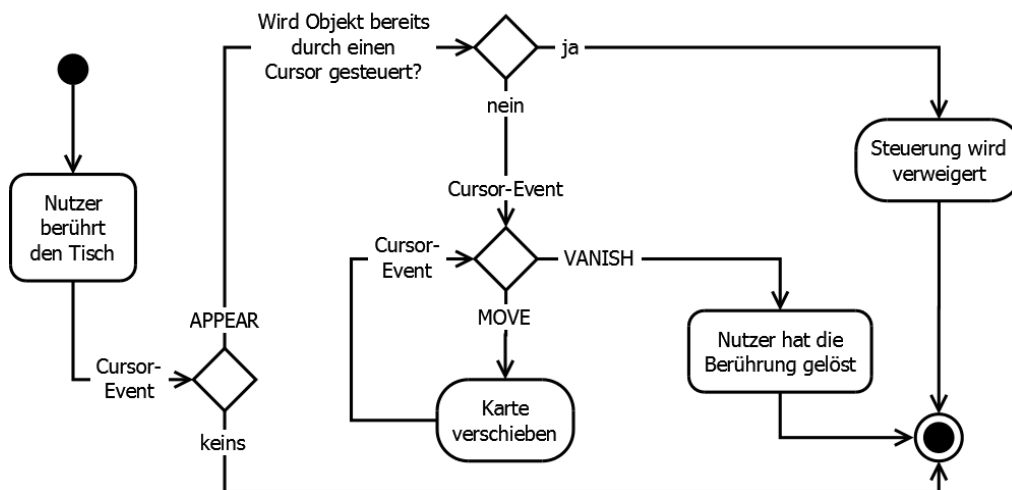 Wird Objekt bereits
durch einen
Cursor gesteuert?
ja
nein
Steuerung wird
verweigert
Nutzer
berührt
den Tisch
Cursor-Event
Cursor-
Event
VANISH
APPEAR
MOVE
Nutzer hat die
Berührung gelöst
Cursor-
Event
Karte
verschieben
keins